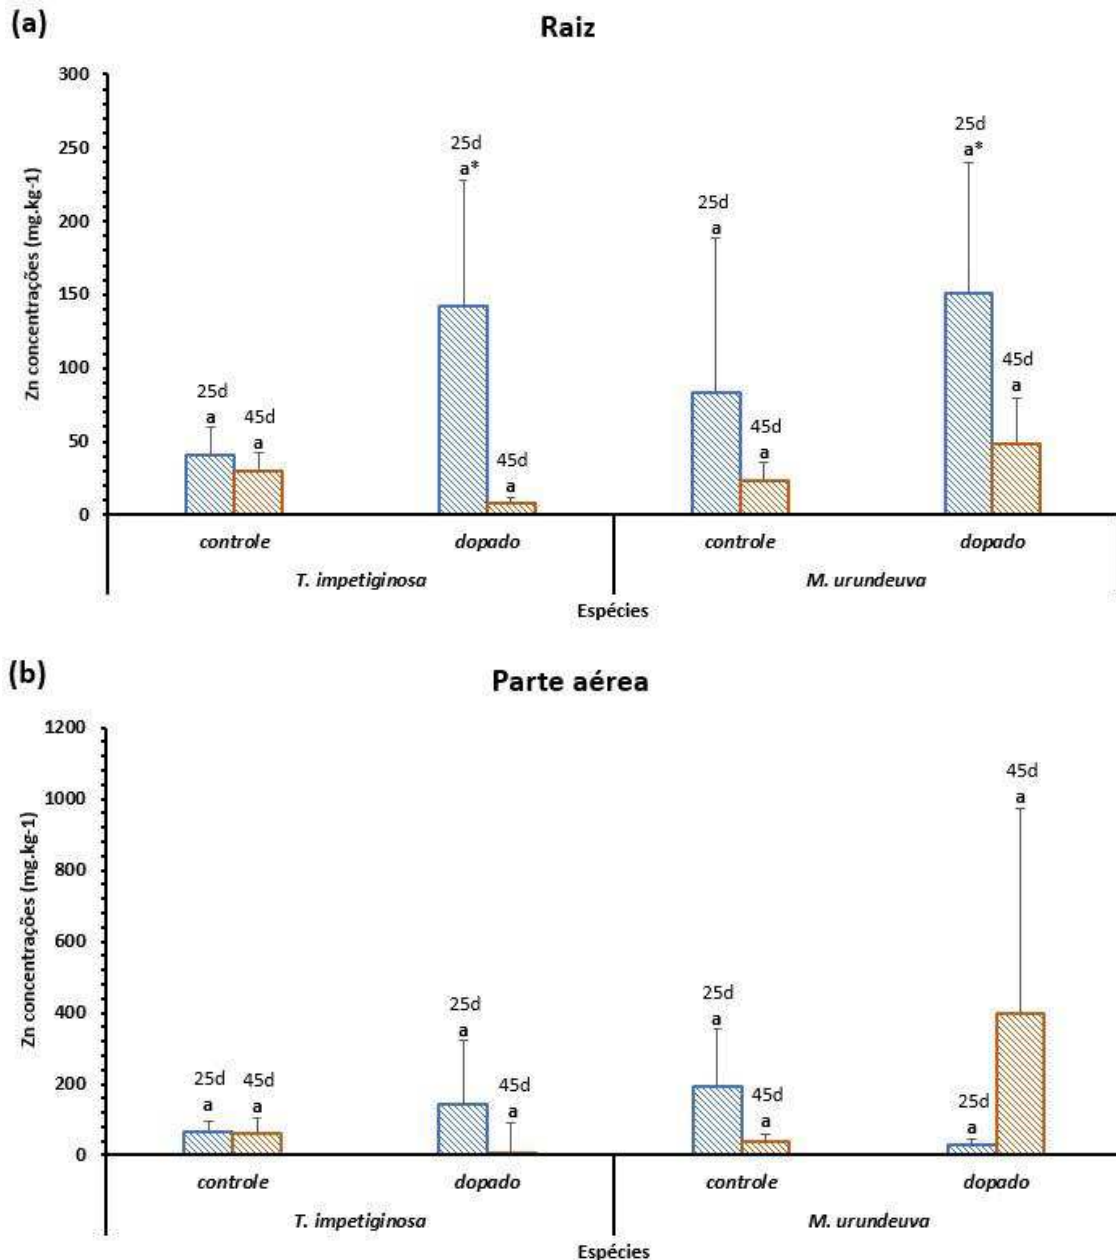 (a)
Raiz
Zn concentrações (mg.kg-1)
300
250
200
150
100
50
0
25d
a
45d
a
25d
a*
45d
a
25d
a
45d
a
25d
a*
45d
a
controle
dopado
controle
dopado
T. impetiginosa
M. urundeuva
Espécies
(b)
Parte aérea
Zn concentrações (mg.kg-1)
1200
1000
800
600
400
200
0
25d
a
45d
a
25d
a
45d
a
25d
a
45d
a
25d
a
45d
a
controle
dopado
controle
dopado
T. impetiginosa
M. urundeuva
Espécies